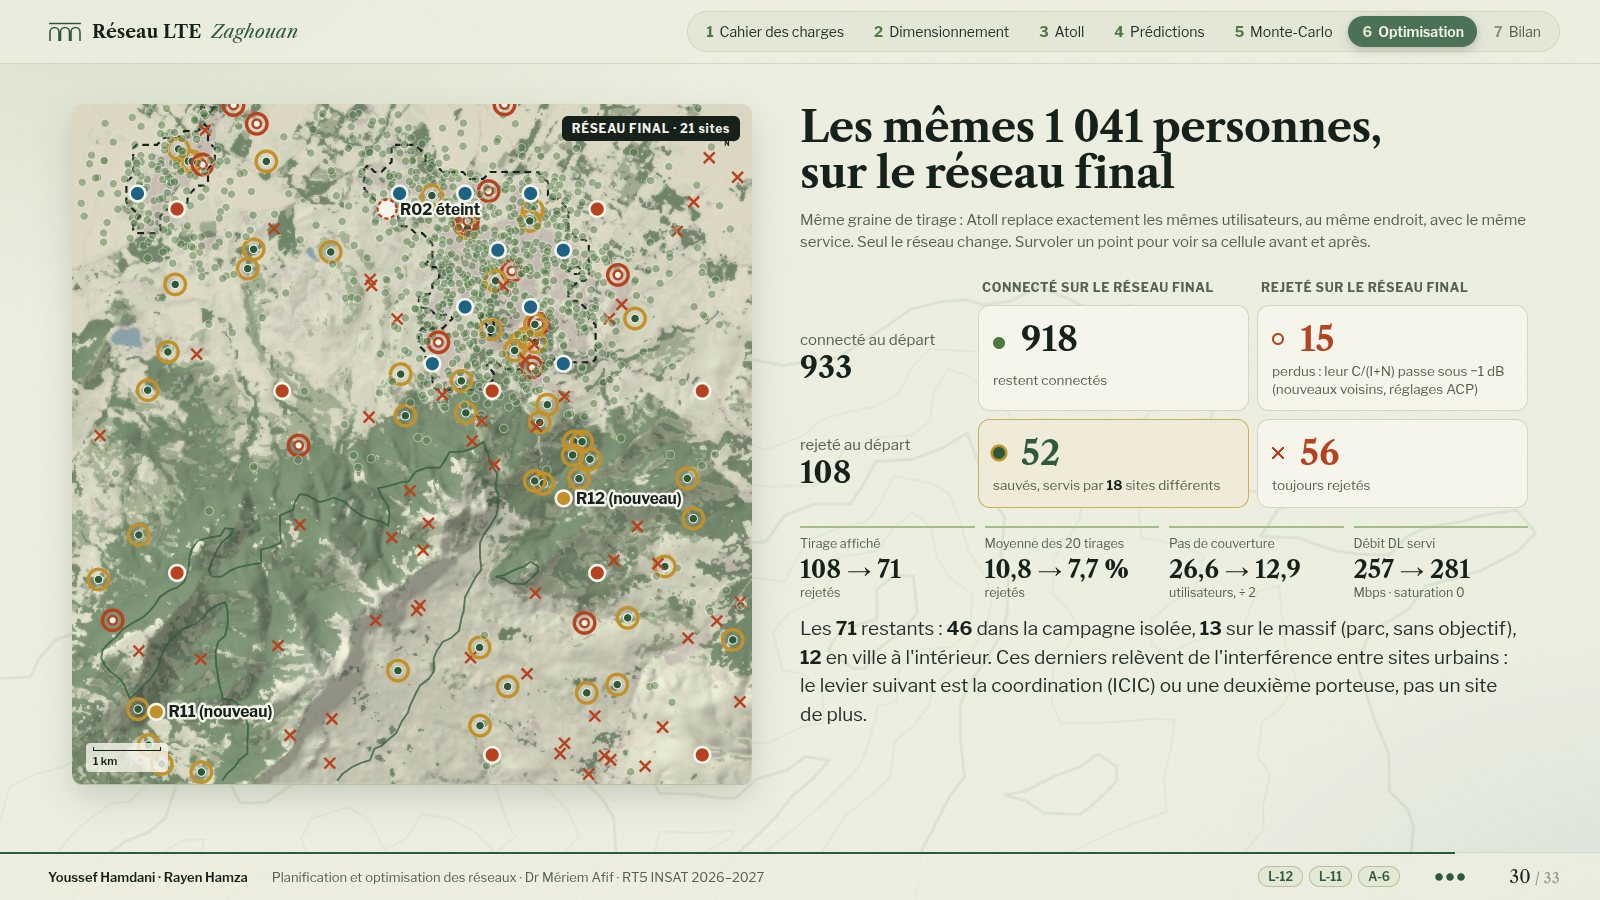 Réseau LTE Zaghouan
1 Cahier des charges 2 Dimensionnement 3 Atoll 4 Prédictions 5 Monte-Carlo 6 Optimisation 7 Bilan
RÉSEAU FINAL · 21 sites
N
R02 éteint
R12 (nouveau)
R11 (nouveau)
1 km
Les mêmes 1 041 personnes,
sur le réseau final
Même graine de tirage : Atoll replace exactement les mêmes utilisateurs, au même endroit, avec le même
service. Seul le réseau change. Survoler un point pour voir sa cellule avant et après.
CONNECTÉ SUR LE RÉSEAU FINAL REJETÉ SUR LE RÉSEAU FINAL
connecté au départ
933
918
restent connectés
15
perdus : leur C/(I+N) passe sous −1 dB
(nouveaux voisins, réglages ACP)
rejeté au départ
108
52
sauvés, servis par 18 sites différents
56
toujours rejetés
Tirage affiché
108 → 71
rejetés
Moyenne des 20 tirages
10,8 → 7,7 %
rejetés
Pas de couverture
26,6 → 12,9
utilisateurs, ÷ 2
Débit DL servi
257 → 281
Mbps · saturation 0
Les 71 restants : 46 dans la campagne isolée, 13 sur le massif (parc, sans objectif),
12 en ville à l'intérieur. Ces derniers relèvent de l'interférence entre sites urbains :
le levier suivant est la coordination (ICIC) ou une deuxième porteuse, pas un site
de plus.
Youssef Hamdani · Rayen Hamza Planification et optimisation des réseaux · Dr Mériem Afif · RT5 INSAT 2026–2027
L-12 L-11 A-6
30 / 33